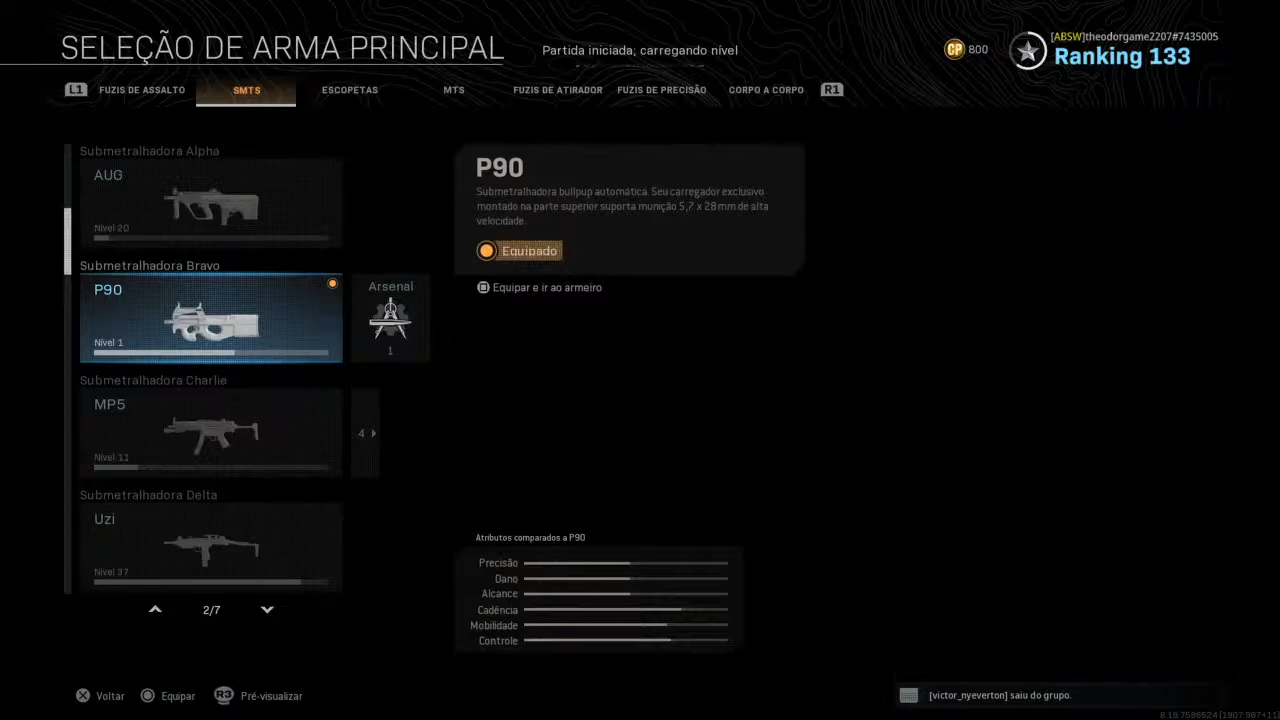 SELEÇÃO DE ARMA PRINCIPAL
Partida iniciada; carregando nível
CP 800
[ABSW]theodorgame2207#7435005
Ranking 133
L1 FUZIS DE ASSALTO SMTS ESCOPETAS MTS FUZIS DE ATIRADOR FUZIS DE PRECISÃO CORPO A CORPO R1
Submetralhadora Alpha
AUG
Nível 20
Submetralhadora Bravo
P90
Nível 1
Arsenal
1
Submetralhadora Charlie
MP5
Nível 11
4
Submetralhadora Delta
Uzi
Nível 37
2/7
P90
Submetralhadora bullpup automática. Seu carregador exclusivo
montado na parte superior suporta munição 5,7 x 28 mm de alta
velocidade.
Equipado
Equipar e ir ao armeiro
Atributos comparados a P90
Precisão
Dano
Alcance
Cadência
Mobilidade
Controle
Voltar Equipar R3 Pré-visualizar
[victor_nyeverton] saiu do grupo.